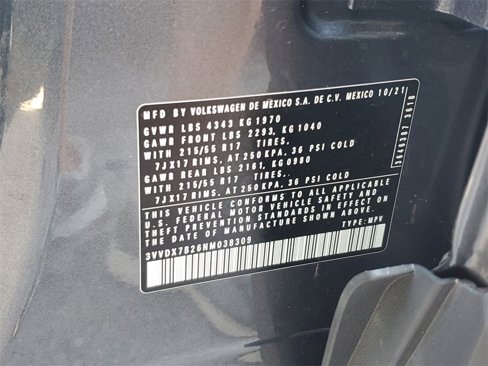 MFD BY VOLKSWAGEN DE MÉXICO S.A. DE C.V. MEXICO 10/21
GVWR LBS 4343 KG 1970
GAWR FRONT LBS 2293, KG 1040
WITH 215/55 R17 TIRES.
7JX17 RIMS, AT 250 KPA, 36 PSI COLD
GAWR REAR LBS 2161, KG 0980
WITH 215/55 R17 TIRES.
7JX17 RIMS, AT 250 KPA, 36 PSI COLD
THIS VEHICLE CONFORMS TO ALL APPLICABLE
U.S. FEDERAL MOTOR VEHICLE SAFETY AND
THEFT PREVENTION STANDARDS IN EFFECT
ON THE DATE OF MANUFACTURE SHOWN ABOVE.
3VVDX7B26NM038309 TYPE: MPV
3646387 3618